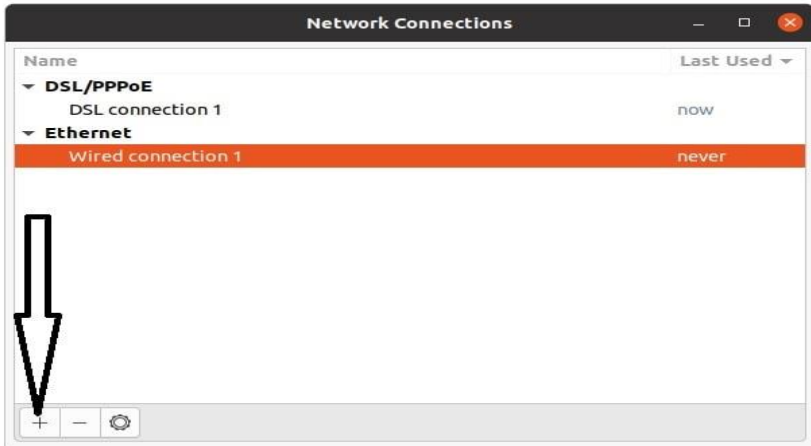 Network Connections
Name Last Used
DSL/PPPoE
DSL connection 1 now
Ethernet
Wired connection 1 never